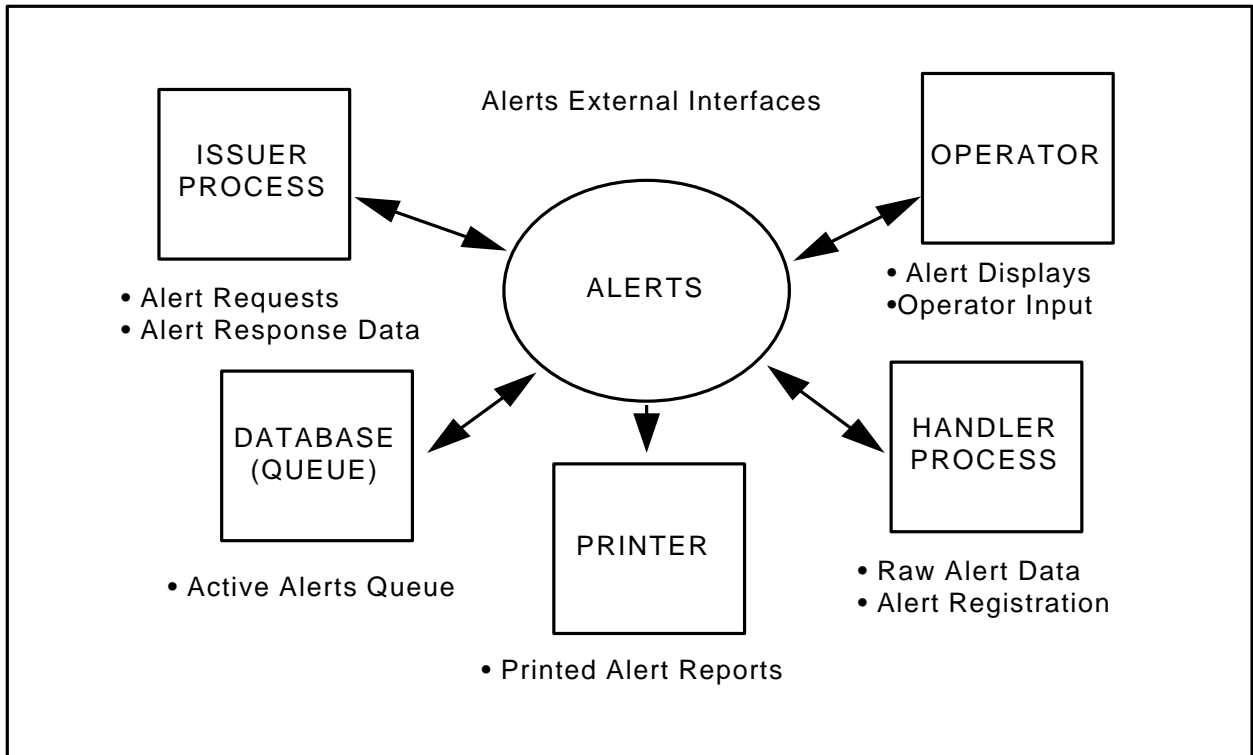 Alerts External Interfaces
ISSUER
PROCESS
• Alert Requests
• Alert Response Data
OPERATOR
• Alert Displays
•Operator Input
ALERTS
DATABASE
(QUEUE)
• Active Alerts Queue
PRINTER
• Printed Alert Reports
HANDLER
PROCESS
• Raw Alert Data
• Alert Registration